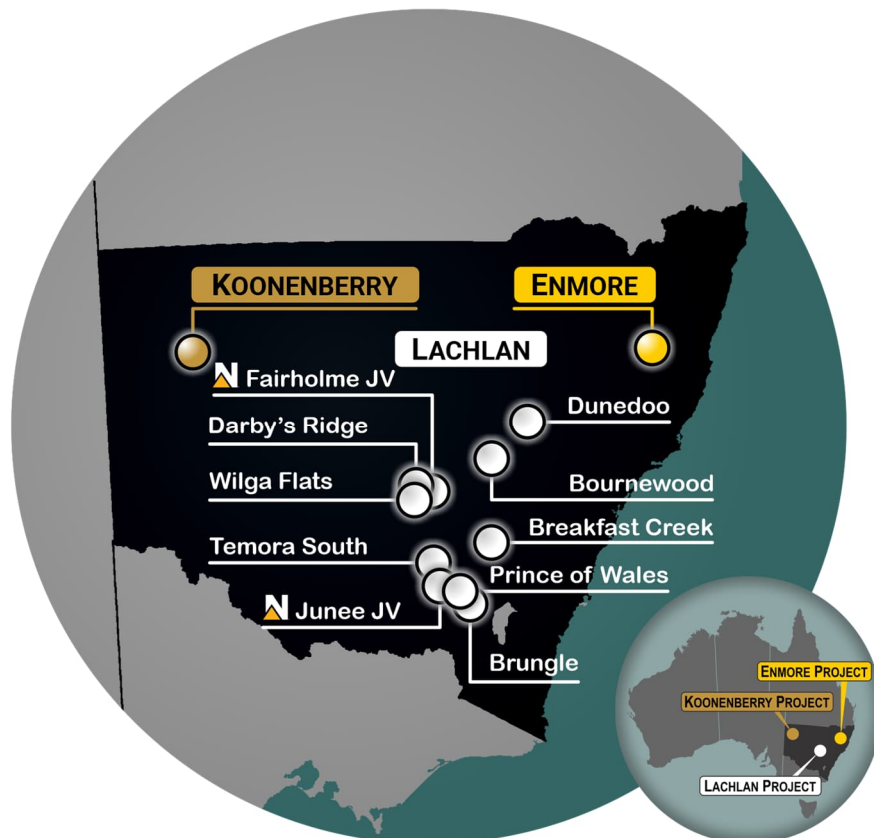 KOONENBERRY
ENMORE
LACHLAN
N Fairholme JV
Dunedoo
Darby's Ridge
Wilga Flats
Bournewood
Breakfast Creek
Temora South
Prince of Wales
N Junee JV
Brungle
ENMORE PROJECT
KOONENBERRY PROJECT
LACHLAN PROJECT